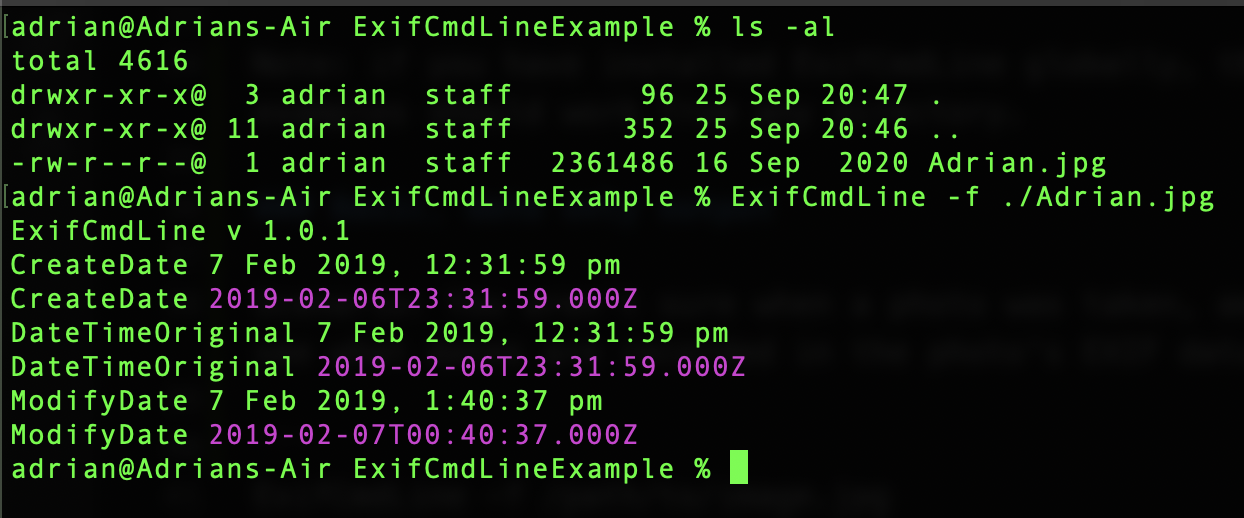 [adrian@Adrians-Air ExifCmdLineExample % ls -al
total 4616
drwxr-xr-x@  3 adrian  staff       96 25 Sep 20:47 .
drwxr-xr-x@ 11 adrian  staff      352 25 Sep 20:46 ..
-rw-r--r--@  1 adrian  staff  2361486 16 Sep  2020 Adrian.jpg
[adrian@Adrians-Air ExifCmdLineExample % ExifCmdLine -f ./Adrian.jpg
ExifCmdLine v 1.0.1
CreateDate 7 Feb 2019, 12:31:59 pm
CreateDate 2019-02-06T23:31:59.000Z
DateTimeOriginal 7 Feb 2019, 12:31:59 pm
DateTimeOriginal 2019-02-06T23:31:59.000Z
ModifyDate 7 Feb 2019, 1:40:37 pm
ModifyDate 2019-02-07T00:40:37.000Z
adrian@Adrians-Air ExifCmdLineExample %